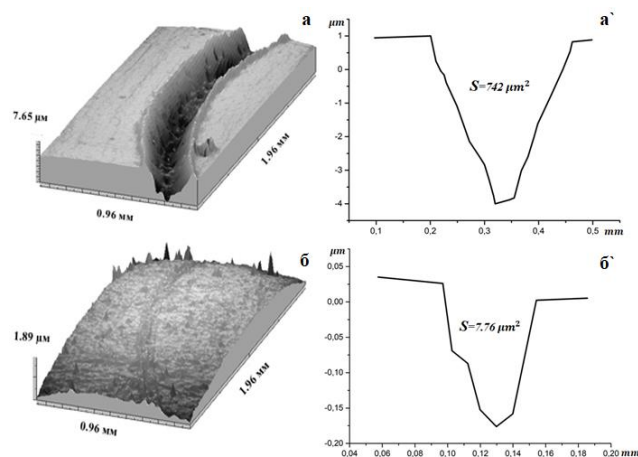 а
7.65 μм
0.96 мм
1.96 мм
а`
μm
1
0
-1
-2
-3
-4
S=742 μm²
0,1
0,2
0,3
0,4
0,5
mm
б
1.89 μм
0.96 мм
1.96 мм
б`
μm
0,00
-0,05
-0,10
-0,15
-0,20
S=7.76 μm²
0,04
0,06
0,08
0,10
0,12
0,14
0,16
0,18
0,20
mm